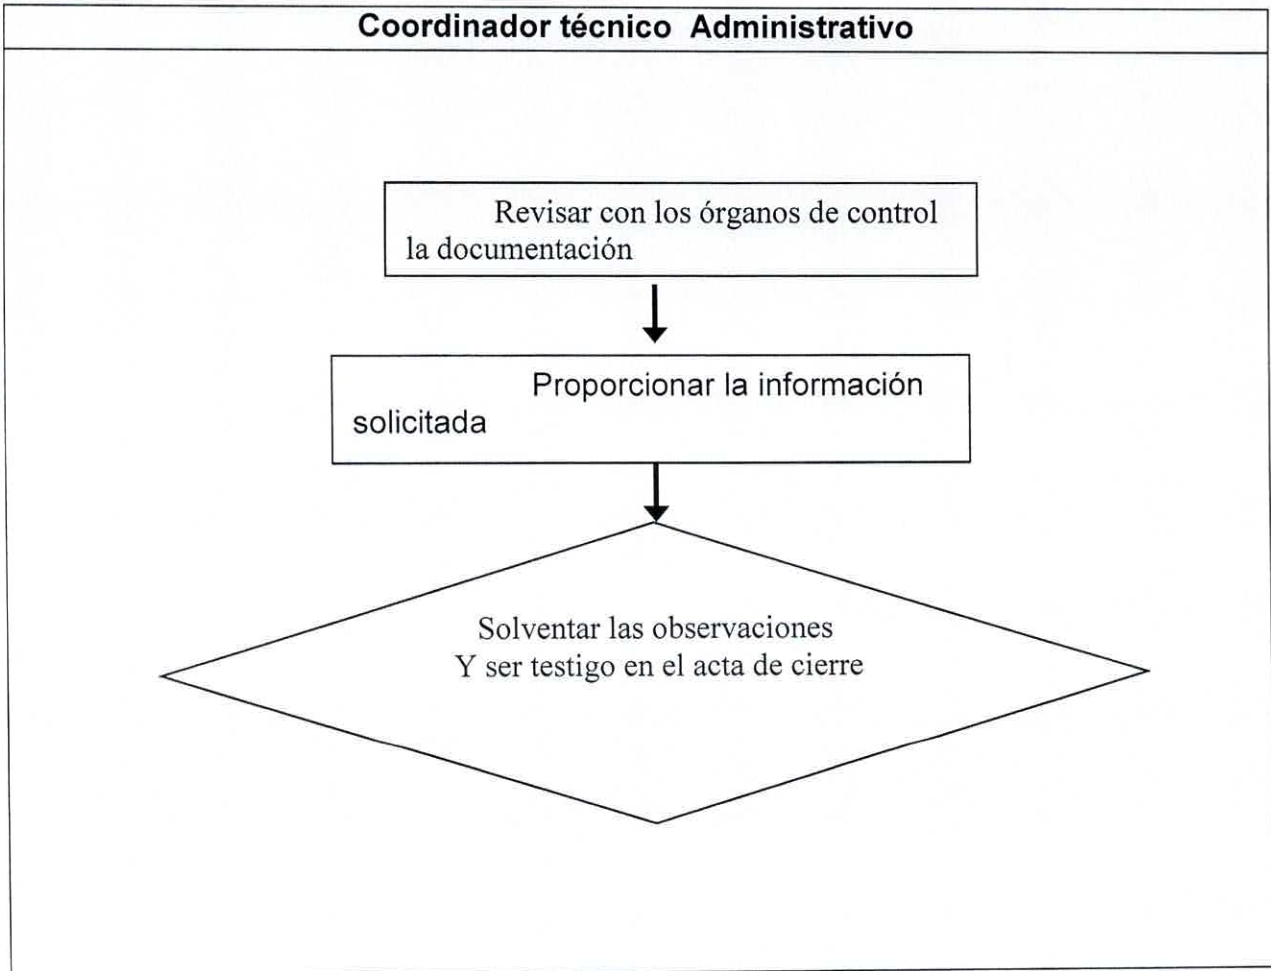 Coordinador técnico Administrativo
Revisar con los órganos de control
la documentación
Proporcionar la información
solicitada
Solventar las observaciones
Y ser testigo en el acta de cierre